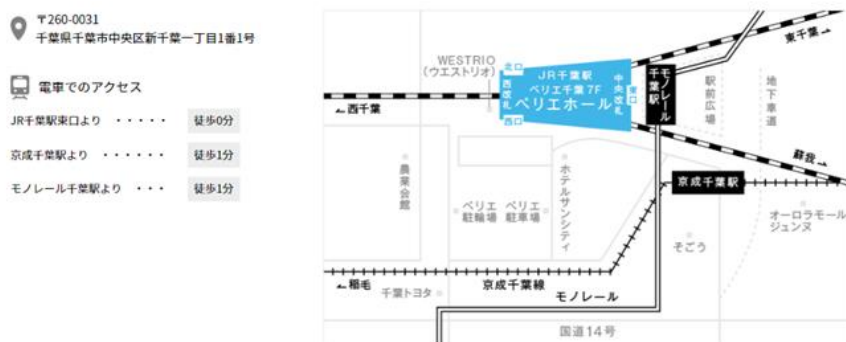 〒260-0031
千葉県千葉市中央区新千葉一丁目1番1号
電車でのアクセス
JR千葉駅東口より ・・・・・ 徒歩0分
京成千葉駅より ・・・・・・ 徒歩1分
モノレール千葉駅より ・・・ 徒歩1分
WESTRIO
(ウエストリオ)
北口
JR千葉駅
ペリエ千葉 7F
ペリエホール
西改札
中央改札
東口
西口
モノレール
千葉駅
東千葉
駅前広場
地下車道
西千葉
蘇我
京成千葉駅
農業会館
ペリエ
駐輪場
ペリエ
駐車場
ホテルサンシティ
オーロラモール
ジュンヌ
そごう
稲毛
京成千葉線
千葉トヨタ
モノレール
国道14号